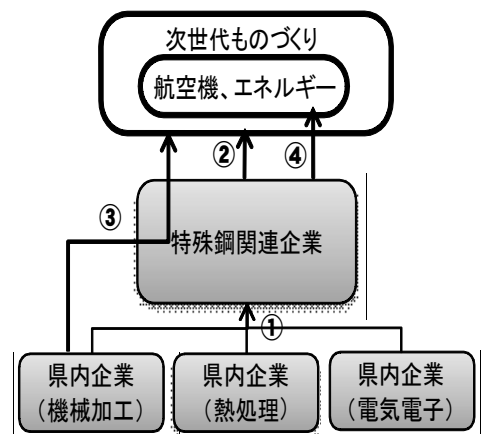 次世代ものづくり
航空機、エネルギー
②
④
③
特殊鋼関連企業
①
県内企業
（機械加工）
県内企業
（熱処理）
県内企業
（電気電子）